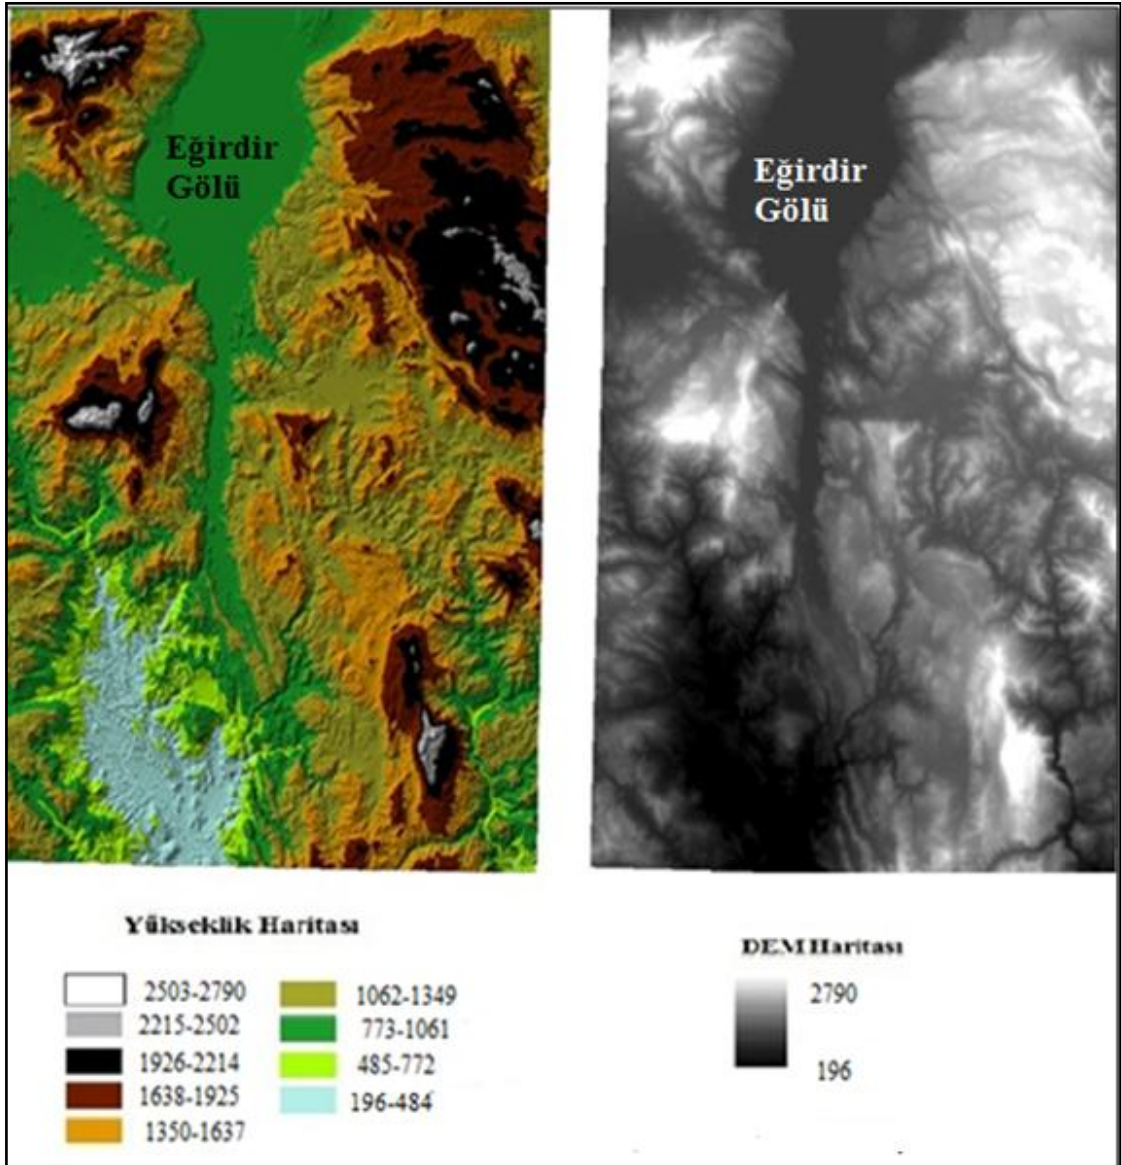 Eğirdir
Gölü
Eğirdir
Gölü
Yükseklik Haritası
2503-2790
2215-2502
1926-2214
1638-1925
1350-1637
1062-1349
773-1061
485-772
196-484
DEM Haritası
2790
196